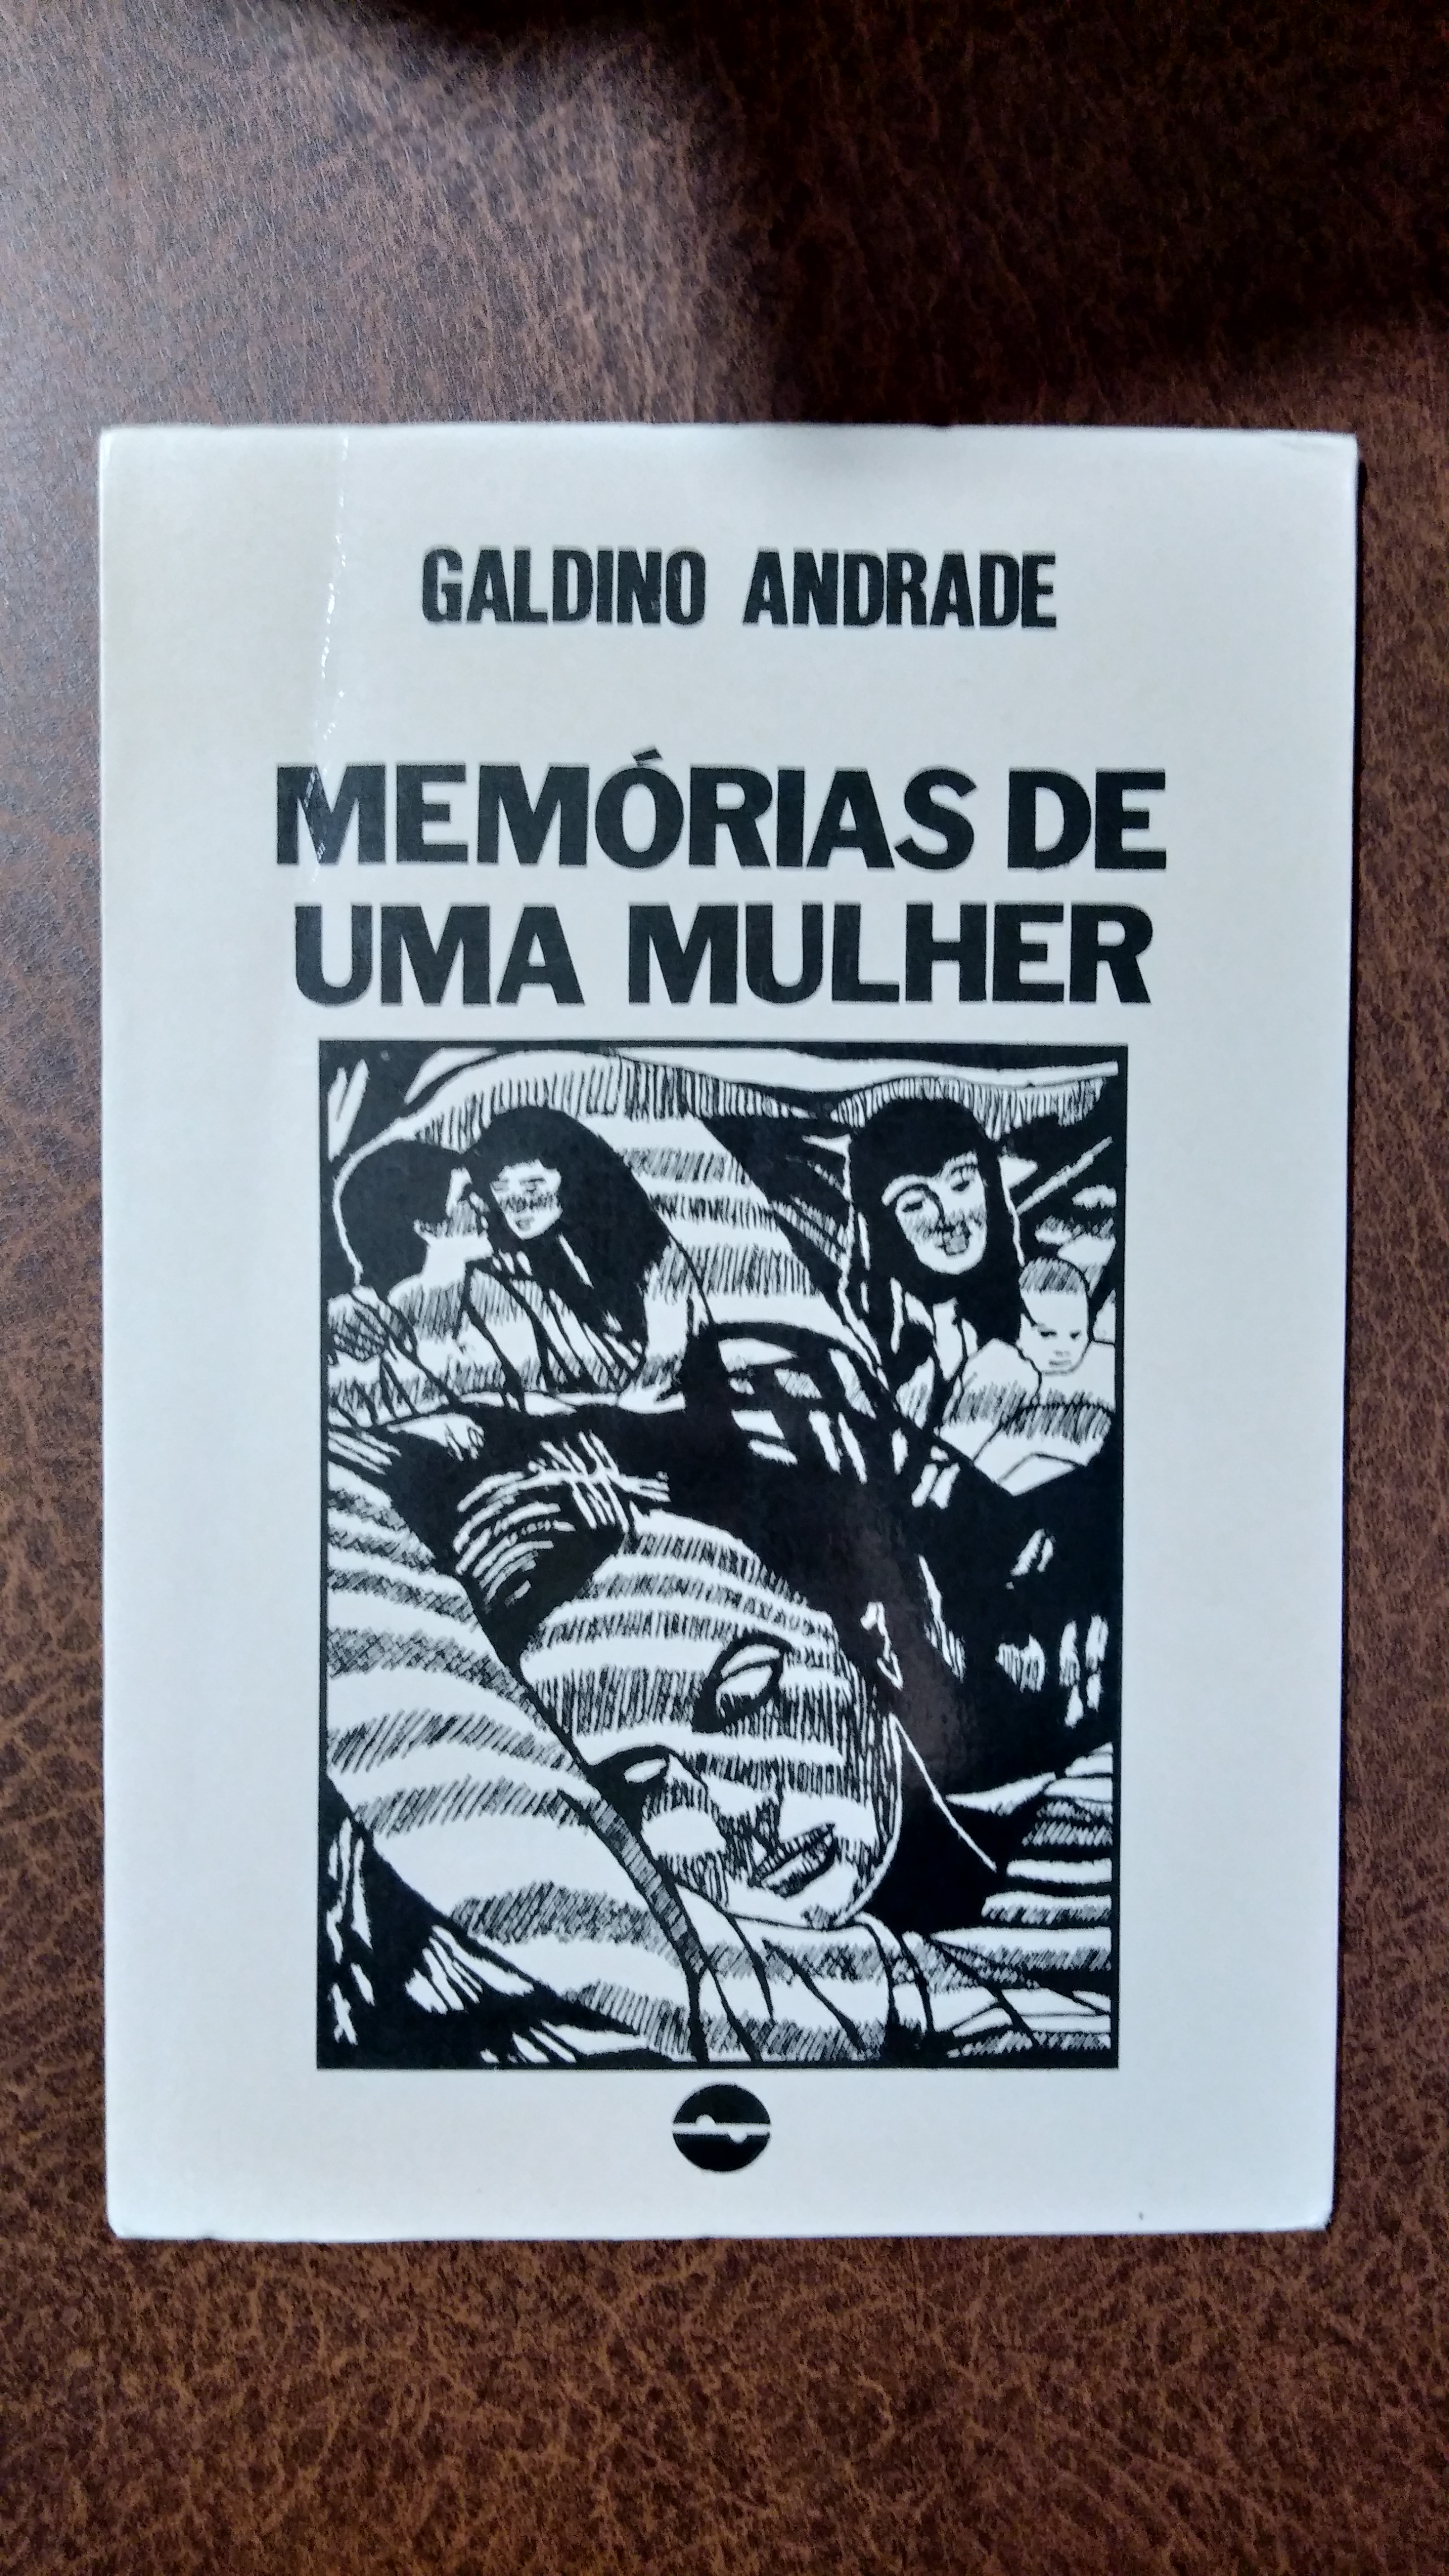 GALDINO ANDRADE
MEMÓRIAS DE
UMA MULHER